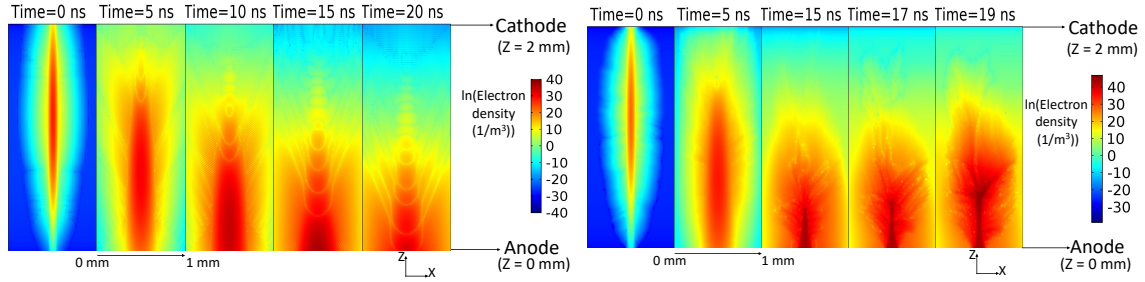 Time=0 ns Time=5 ns Time=10 ns Time=15 ns Time=20 ns
Cathode
(Z = 2 mm)
ln(Electron
density
(1/m³))
40
30
20
10
0
-10
-20
-30
-40
Anode
(Z = 0 mm)
0 mm 1 mm
Z
X
Time=0 ns Time=5 ns Time=15 ns Time=17 ns Time=19 ns
Cathode
(Z = 2 mm)
ln(Electron
density
(1/m³))
40
30
20
10
0
-10
-20
-30
Anode
(Z = 0 mm)
0 mm 1 mm
Z
X